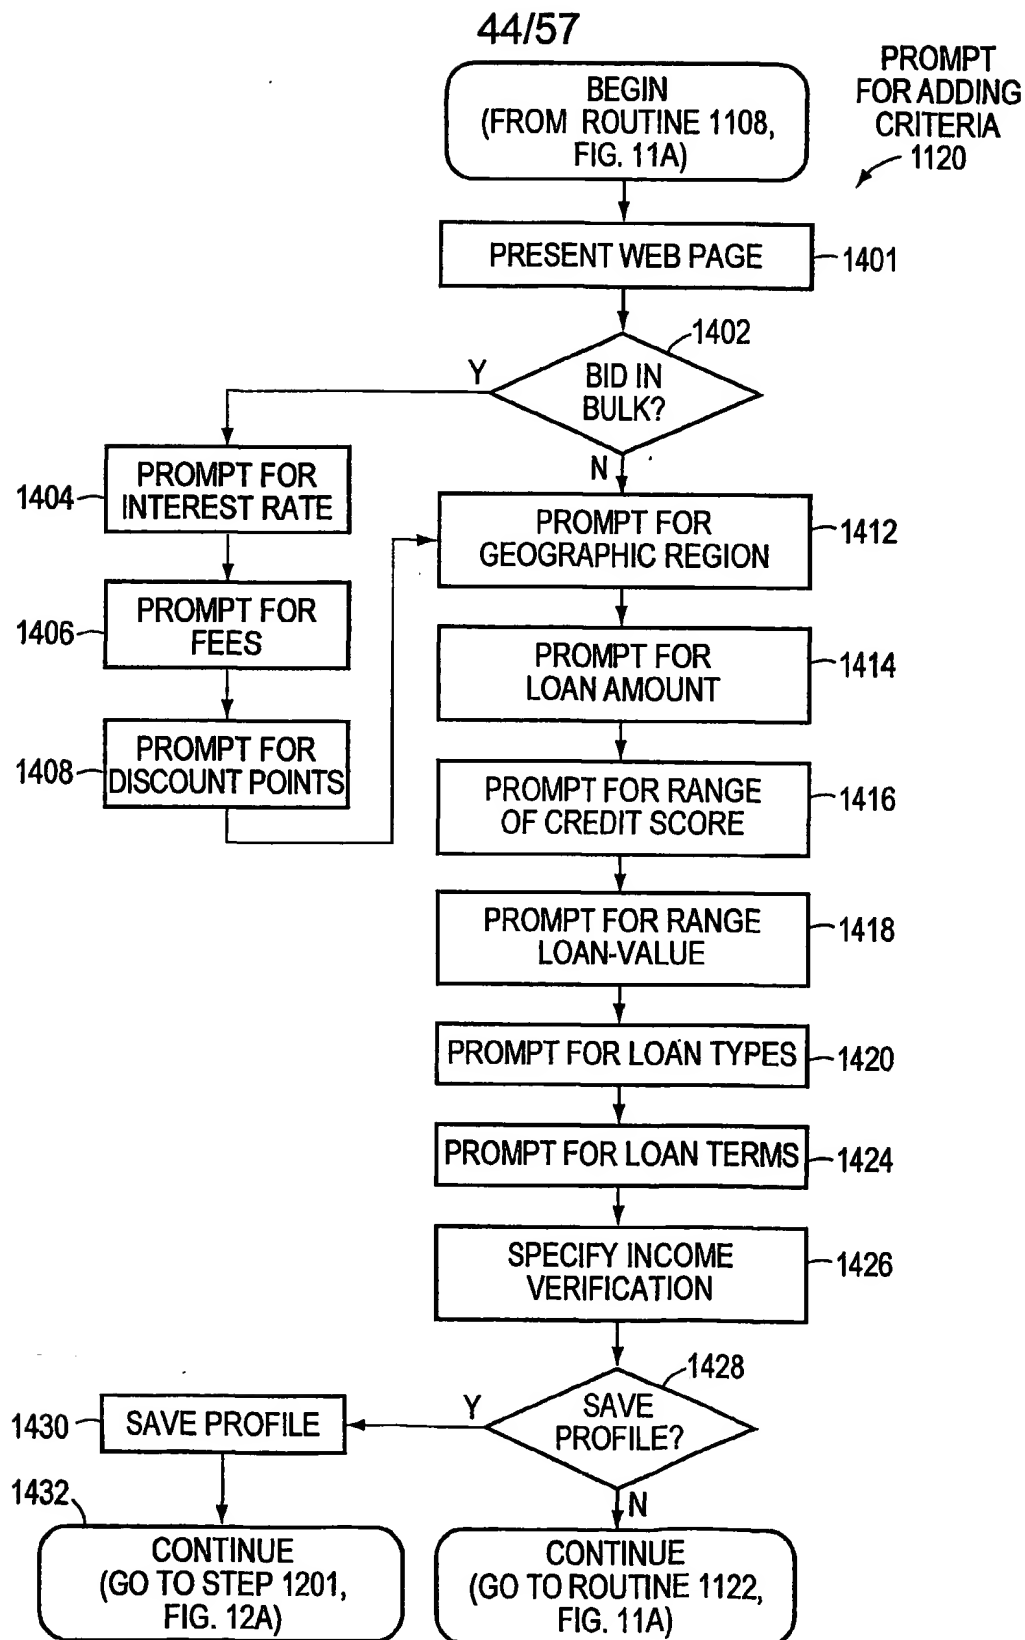 44/57
PROMPT
FOR ADDING
CRITERIA
1120
BEGIN
(FROM ROUTINE 1108,
FIG. 11A)
PRESENT WEB PAGE
1401
1402
BID IN
BULK?
Y
N
PROMPT FOR
INTEREST RATE
1404
PROMPT FOR
FEES
1406
PROMPT FOR
DISCOUNT POINTS
1408
PROMPT FOR
GEOGRAPHIC REGION
1412
PROMPT FOR
LOAN AMOUNT
1414
PROMPT FOR RANGE
OF CREDIT SCORE
1416
PROMPT FOR RANGE
LOAN-VALUE
1418
PROMPT FOR LOAN TYPES
1420
PROMPT FOR LOAN TERMS
1424
SPECIFY INCOME
VERIFICATION
1426
1428
SAVE
PROFILE?
Y
N
1430
SAVE PROFILE
1432
CONTINUE
(GO TO STEP 1201,
FIG. 12A)
CONTINUE
(GO TO ROUTINE 1122,
FIG. 11A)